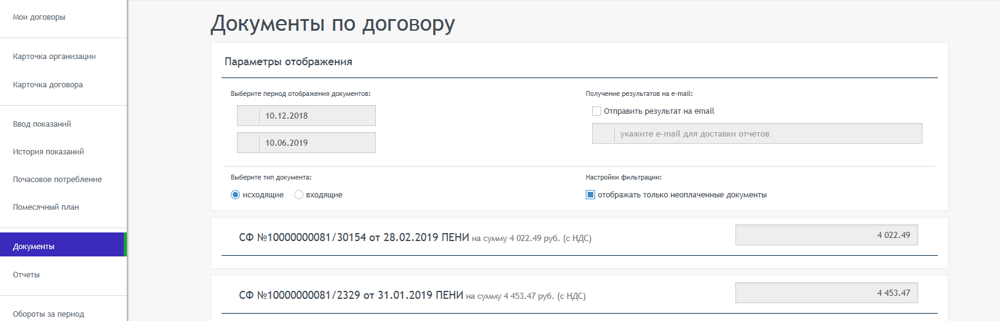 Мои договоры
Карточка организации
Карточка договора
Ввод показаний
История показаний
Почасовое потребление
Помесячный план
Документы
Отчеты
Обороты за период
Документы по договору
Параметры отображения
Выберите период отображения документов:
10.12.2018
10.06.2019
Получение результатов на e-mail:
Отправить результат на email
укажите e-mail для доставки отчетов
Выберите тип документа:
исходящие входящие
Настройки фильтрации:
отображать только неоплаченные документы
СФ №10000000081/30154 от 28.02.2019 ПЕНИ на сумму 4 022.49 руб. (с НДС)
4 022.49
СФ №10000000081/2329 от 31.01.2019 ПЕНИ на сумму 4 453.47 руб. (с НДС)
4 453.47